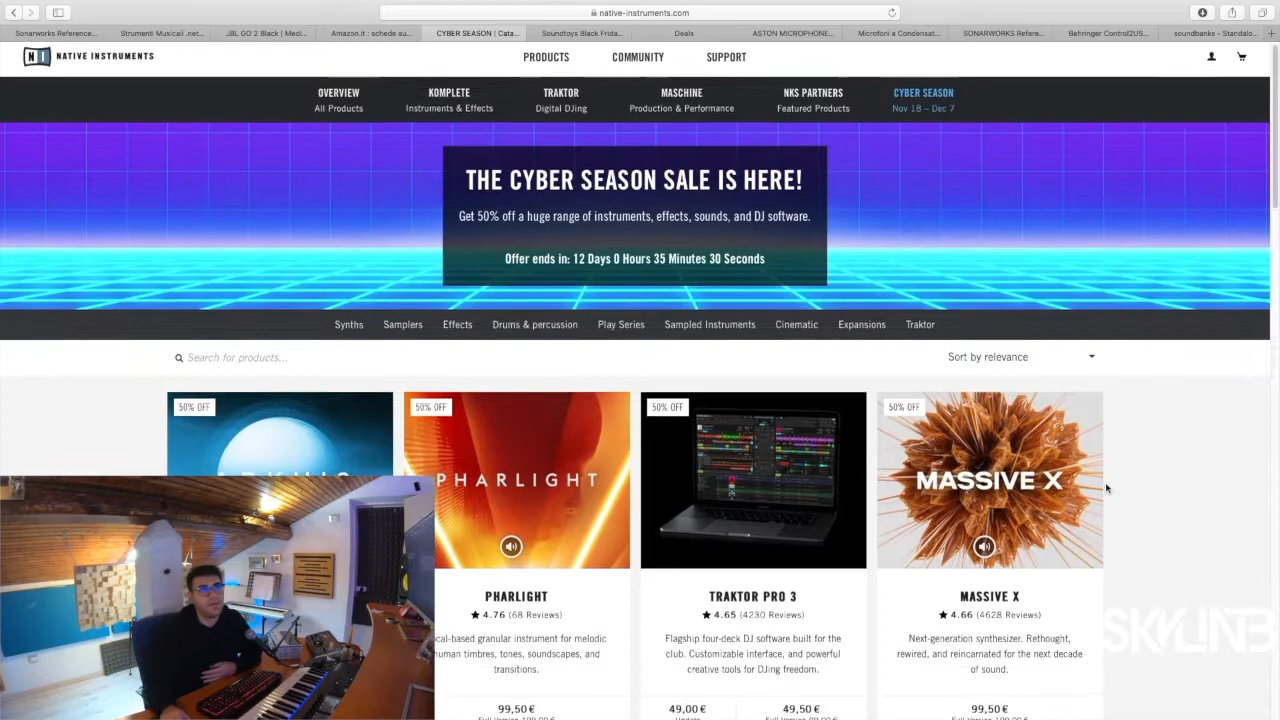 native-instruments.com
Sonarworks Reference...
Strumenti Musicali .net...
JBL GO 2 Black | Medi...
Amazon.it : schede au...
CYBER SEASON | Cata...
Soundtoys Black Frida...
Deals
ASTON MICROPHONE...
Microfoni a Condensat...
SONARWORKS Refere...
Behringer Control2US...
soundbanks - Standalo...
NI NATIVE INSTRUMENTS
PRODUCTS
COMMUNITY
SUPPORT
OVERVIEW
All Products
KOMPLETE
Instruments & Effects
TRAKTOR
Digital DJing
MASCHINE
Production & Performance
NKS PARTNERS
Featured Products
CYBER SEASON
Nov 18 – Dec 7
THE CYBER SEASON SALE IS HERE!
Get 50% off a huge range of instruments, effects, sounds, and DJ software.
Offer ends in: 12 Days 0 Hours 35 Minutes 30 Seconds
Synths
Samplers
Effects
Drums & percussion
Play Series
Sampled Instruments
Cinematic
Expansions
Traktor
Search for products...
Sort by relevance
50% OFF
50% OFF
PHARLIGHT
PHARLIGHT
4.76 (68 Reviews)
human timbres, tones, soundscapes, and
transitions.
99,50 €
50% OFF
TRAKTOR PRO 3
4.65 (4230 Reviews)
Flagship four-deck DJ software built for the
club. Customizable interface, and powerful
creative tools for DJing freedom.
49,00 €
49,50 €
50% OFF
MASSIVE X
MASSIVE X
4.66 (4628 Reviews)
Next-generation synthesizer. Rethought,
rewired, and reincarnated for the next decade
of sound.
99,50 €